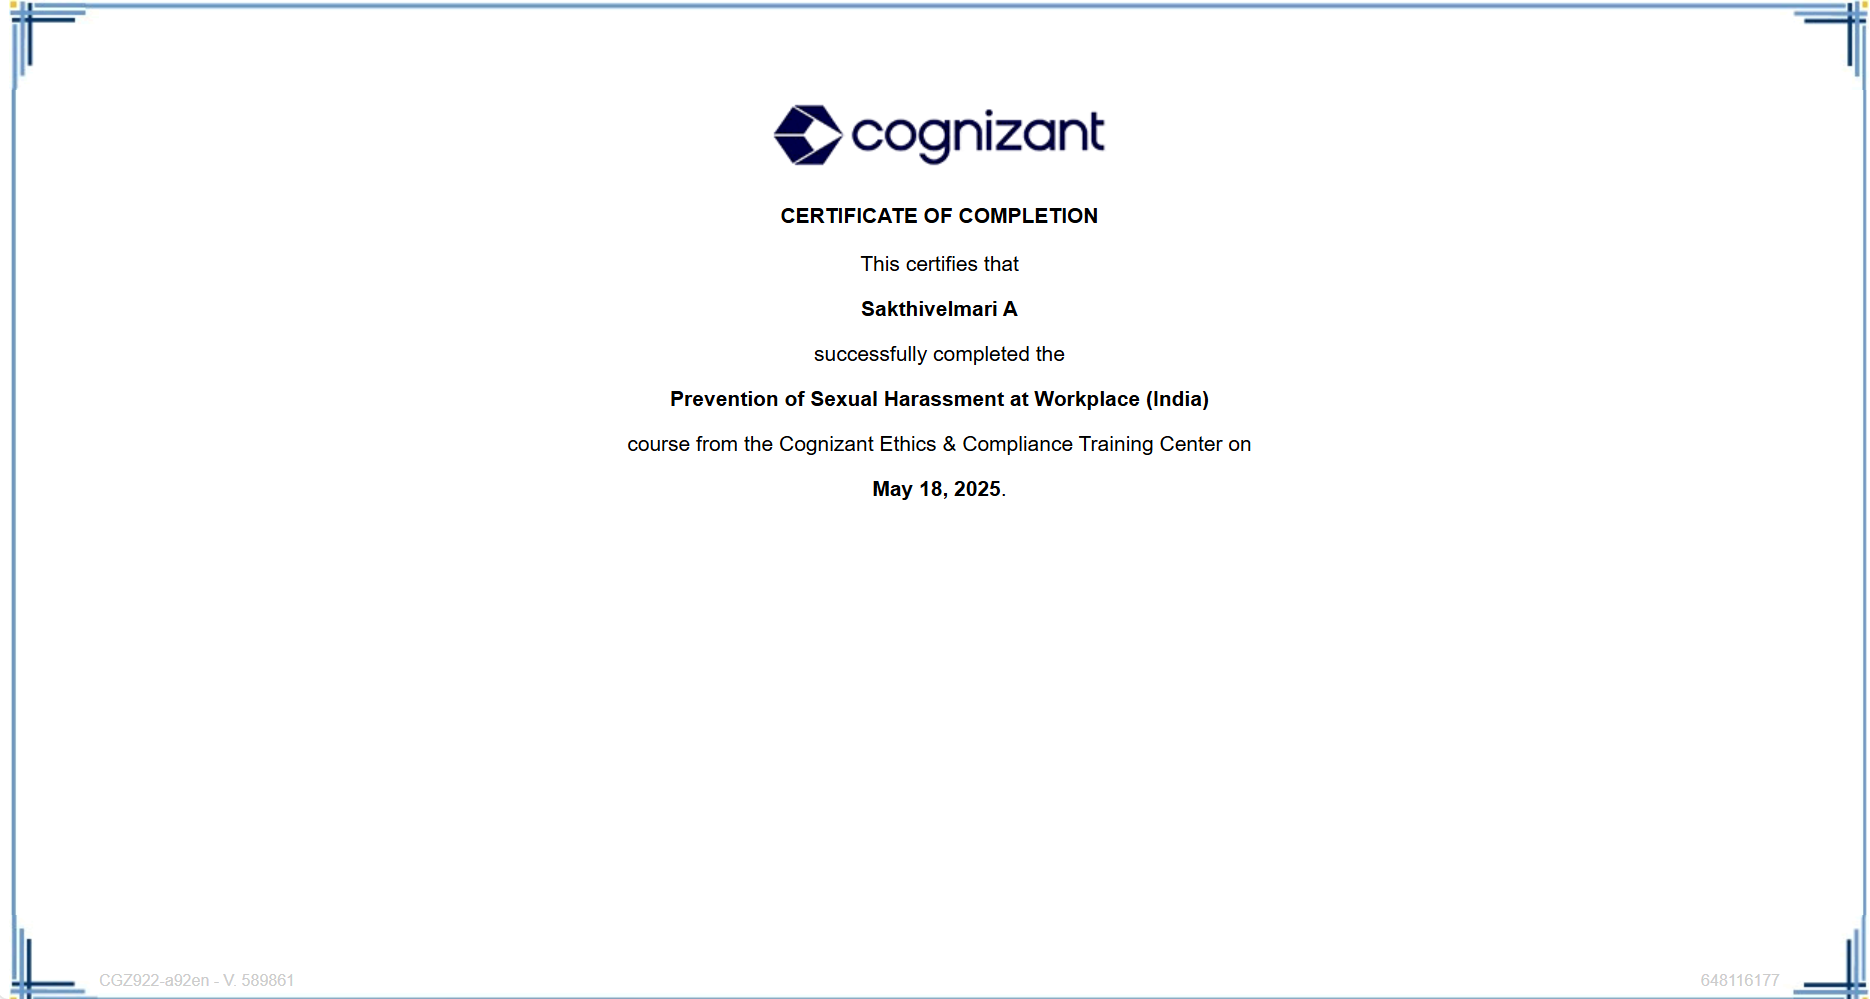 cognizant
CERTIFICATE OF COMPLETION
This certifies that
Sakthivelmari A
successfully completed the
Prevention of Sexual Harassment at Workplace (India)
course from the Cognizant Ethics & Compliance Training Center on
May 18, 2025.
CGZ922-a92en - V. 589861
648116177